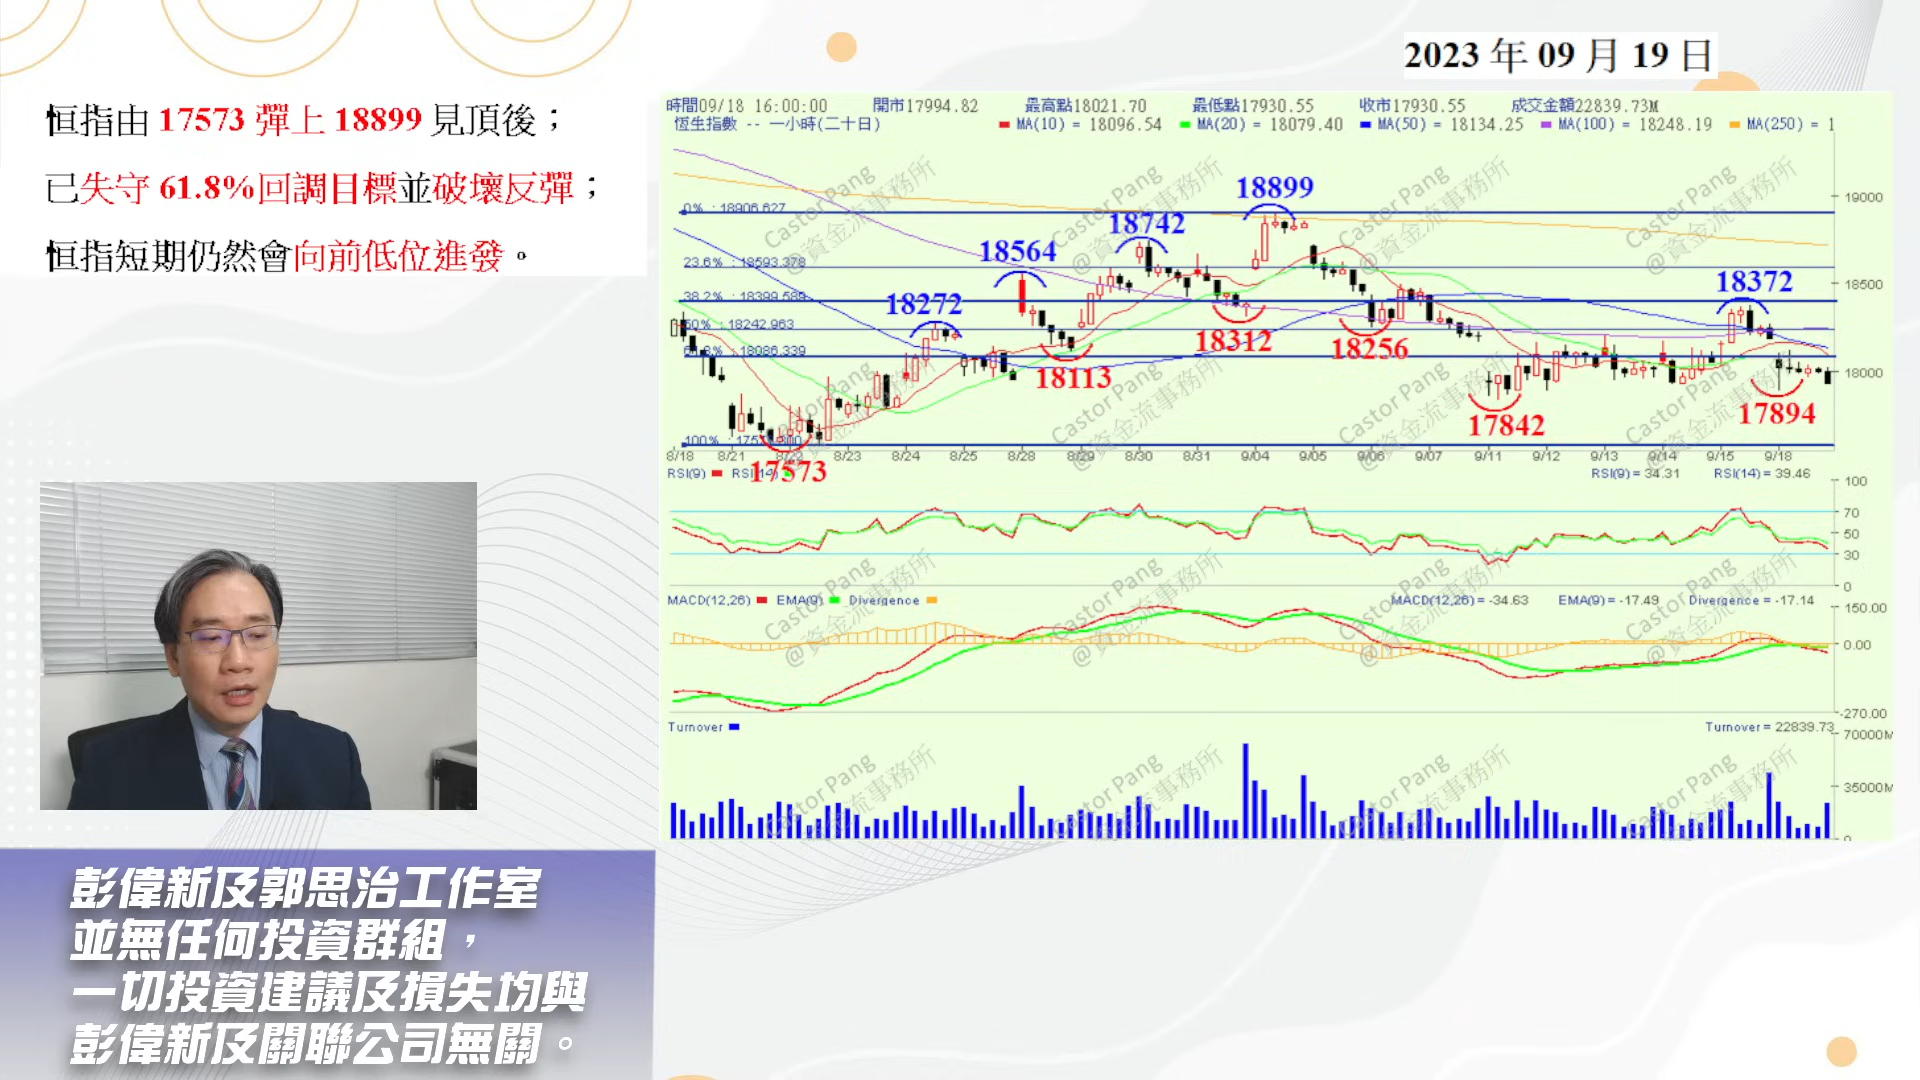 2023 年 09 月 19 日
恒指由 17573 彈上 18899 見頂後；
已失守 61.8%回調目標並破壞反彈；
恒指短期仍然會向前低位進發。
時間09/18 16:00:00 開市17994.82 最高點18021.70 最低點17930.55 收市17930.55 成交金額22839.73M
恆生指數 -- 一小時(二十日) MA(10) = 18096.54 MA(20) = 18079.40 MA(50) = 18134.25 MA(100) = 18248.19 MA(250) = 1
0% : 18906.627
23.6% : 18593.378
38.2% : 18399.589
50% : 18242.963
61.8% : 18086.339
100% :
18272
18564
18742
18899
18372
17573
18113
18312
18256
17842
17894
19000
18500
18000
8/18 8/21 8/22 8/23 8/24 8/25 8/28 8/29 8/30 8/31 9/04 9/05 9/06 9/07 9/11 9/12 9/13 9/14 9/15 9/18
RSI(9) RSI(14) RSI(9) = 34.31 RSI(14) = 39.46
100
70
50
30
0
MACD(12,26) EMA(9) Divergence MACD(12,26) = -34.63 EMA(9) = -17.49 Divergence = -17.14
150.00
0.00
-270.00
Turnover Turnover = 22839.73
70000M
35000M
0
Castor Pang
@資金流事務所
彭偉新及郭思治工作室
並無任何投資群組，
一切投資建議及損失均與
彭偉新及關聯公司無關。